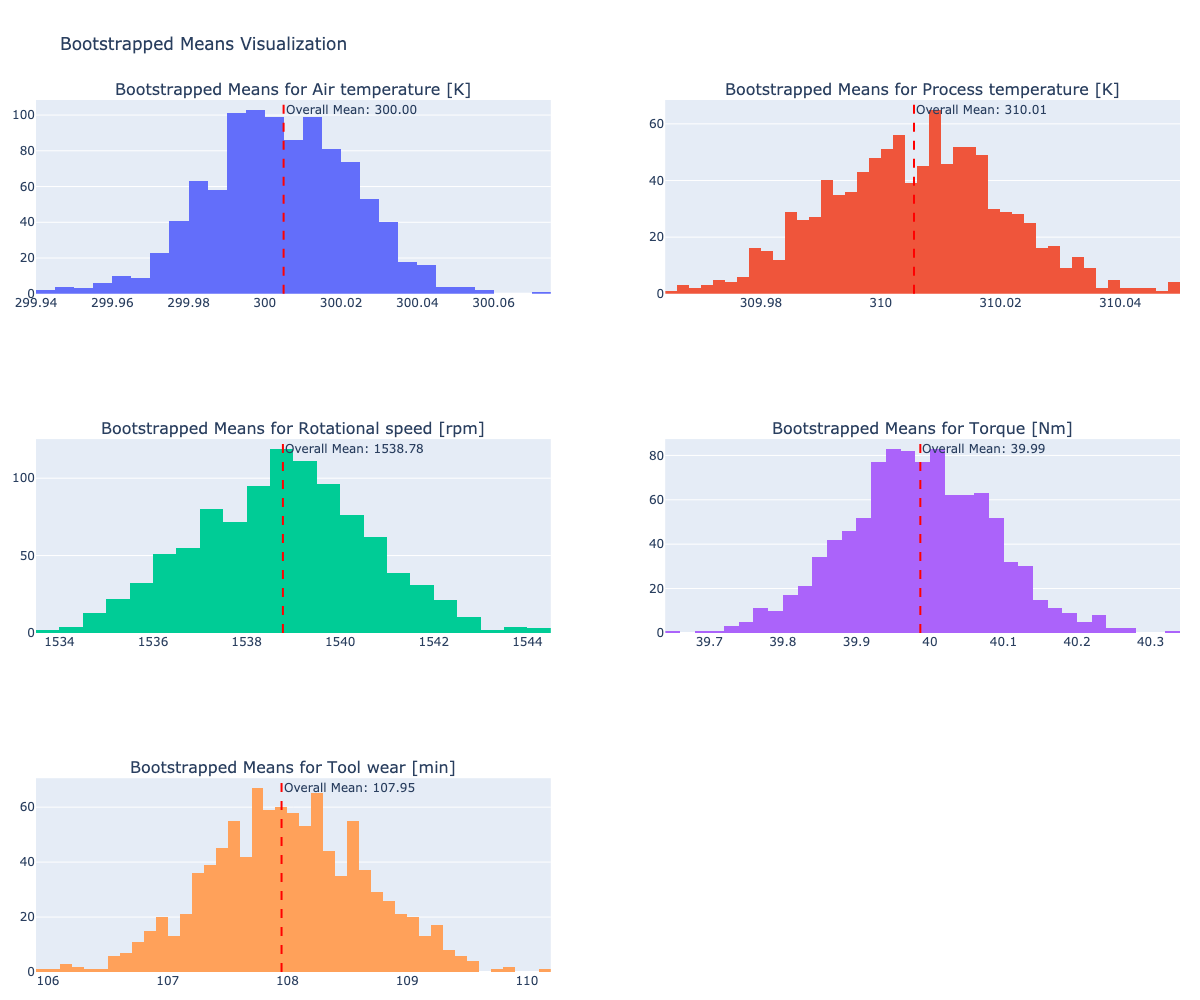 Bootstrapped Means Visualization
Bootstrapped Means for Air temperature [K]
Overall Mean: 300.00
100
80
60
40
20
0
299.94 299.96 299.98 300 300.02 300.04 300.06
Bootstrapped Means for Process temperature [K]
Overall Mean: 310.01
60
40
20
0
309.98 310 310.02 310.04
Bootstrapped Means for Rotational speed [rpm]
Overall Mean: 1538.78
100
50
0
1534 1536 1538 1540 1542 1544
Bootstrapped Means for Torque [Nm]
Overall Mean: 39.99
80
60
40
20
0
39.7 39.8 39.9 40 40.1 40.2 40.3
Bootstrapped Means for Tool wear [min]
Overall Mean: 107.95
60
40
20
0
106 107 108 109 110